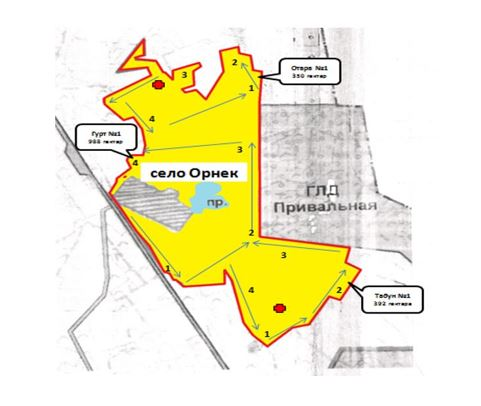 Отара №1
350 гектар
2
3
1
4
Гурт №1
988 гектар
3
4
село Орнек
ГЛД
пр.
Привальная
2
3
1
4
2
Табун №1
392 гектара
1